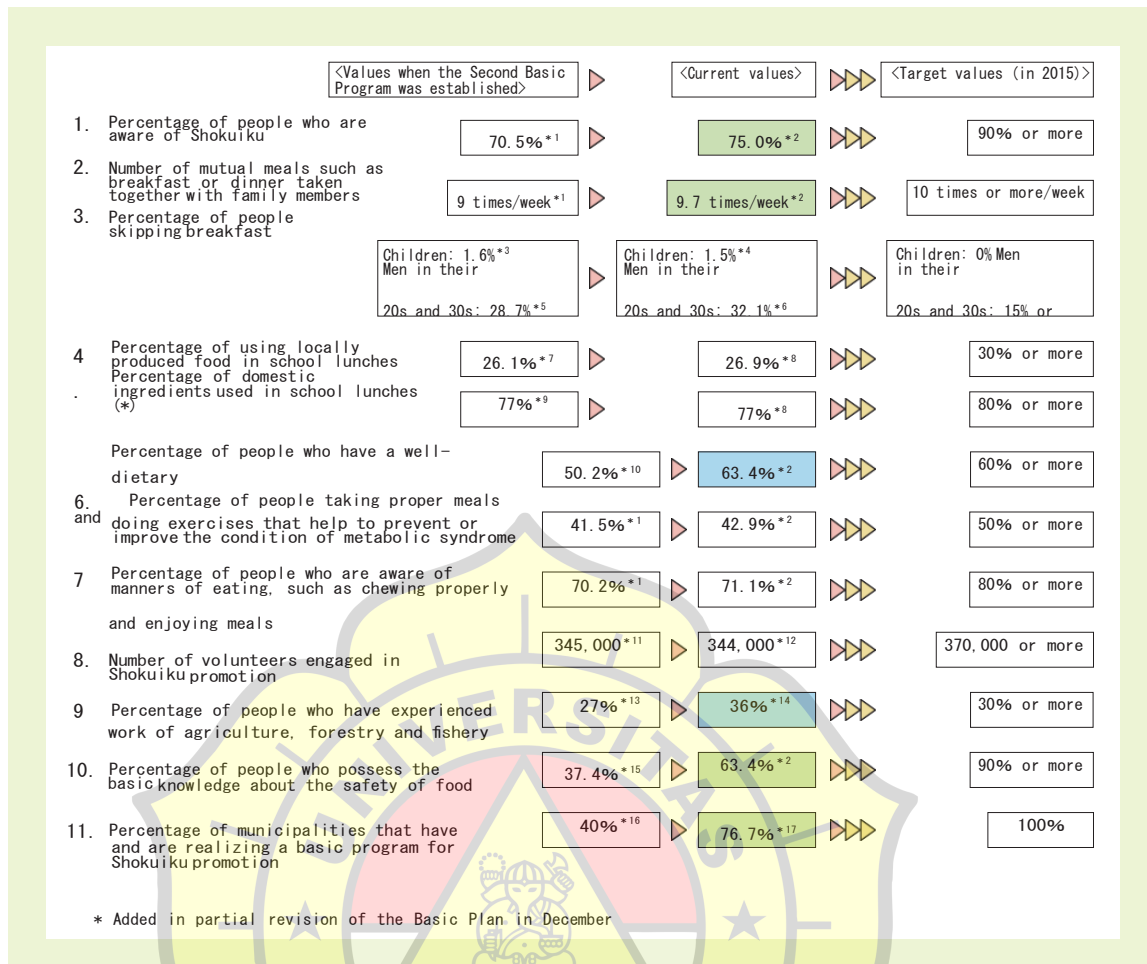 <Values when the Second Basic
Program was established>
<Current values>
<Target values (in 2015)>
1. Percentage of people who are
aware of Shokuiku
70.5%*1
75.0%*2
90% or more
2. Number of mutual meals such as
breakfast or dinner taken
together with family members
9 times/week*1
9.7 times/week*2
10 times or more/week
3. Percentage of people
skipping breakfast
Children: 1.6%*3
Men in their
20s and 30s: 28.7%*5
Children: 1.5%*4
Men in their
20s and 30s: 32.1%*6
Children: 0% Men
in their
20s and 30s: 15% or
4 Percentage of using locally
produced food in school lunches
26.1%*7
26.9%*8
30% or more
Percentage of domestic
. ingredients used in school lunches
(*)
77%*9
77%*8
80% or more
Percentage of people who have a well-
dietary
50.2%*10
63.4%*2
60% or more
6. Percentage of people taking proper meals
and doing exercises that help to prevent or
improve the condition of metabolic syndrome
41.5%*1
42.9%*2
50% or more
7 Percentage of people who are aware of
manners of eating, such as chewing properly
and enjoying meals
70.2%*1
71.1%*2
80% or more
8. Number of volunteers engaged in
Shokuiku promotion
345,000*11
344,000*12
370,000 or more
9 Percentage of people who have experienced
work of agriculture, forestry and fishery
27%*13
36%*14
30% or more
10. Percentage of people who possess the
basic knowledge about the safety of food
37.4%*15
63.4%*2
90% or more
11. Percentage of municipalities that have
and are realizing a basic program for
Shokuiku promotion
40%*16
76.7%*17
100%
* Added in partial revision of the Basic Plan in December
UNIVERSITAS